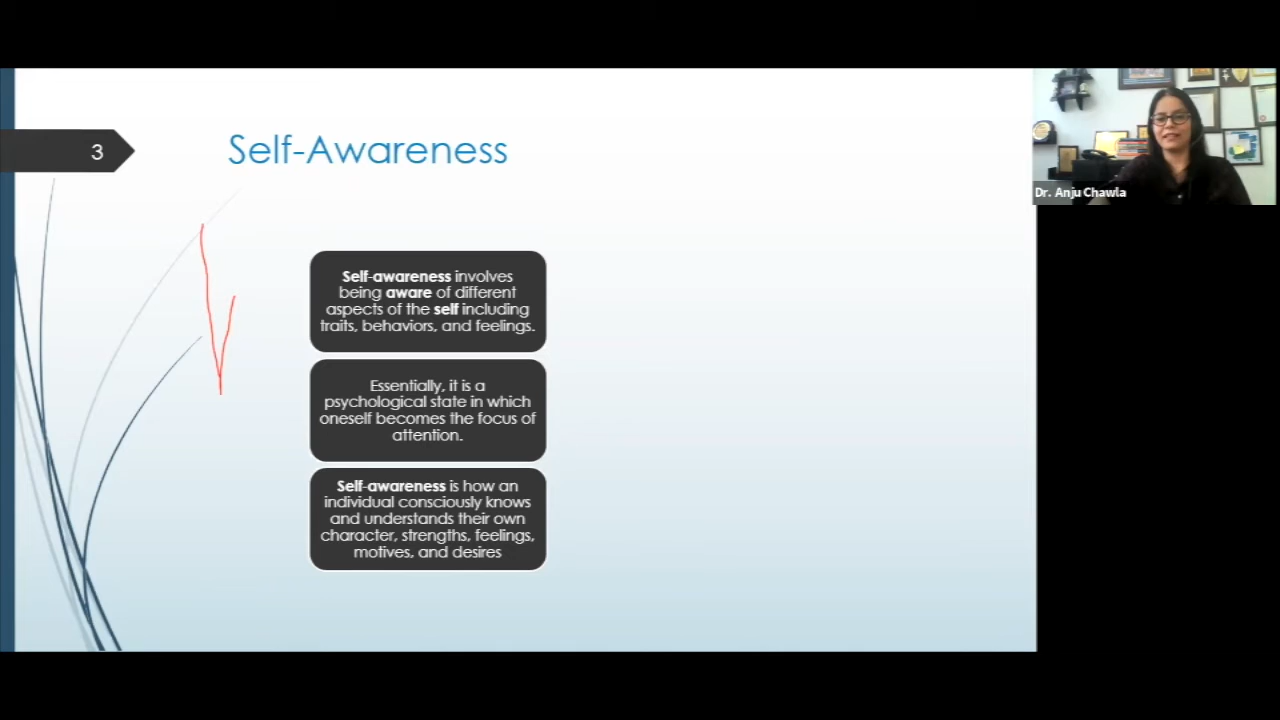 3
Self-Awareness
Dr. Anju Chawla
Self-awareness involves
being aware of different
aspects of the self including
traits, behaviors, and feelings.
Essentially, it is a
psychological state in which
oneself becomes the focus of
attention.
Self-awareness is how an
individual consciously knows
and understands their own
character, strengths, feelings,
motives, and desires